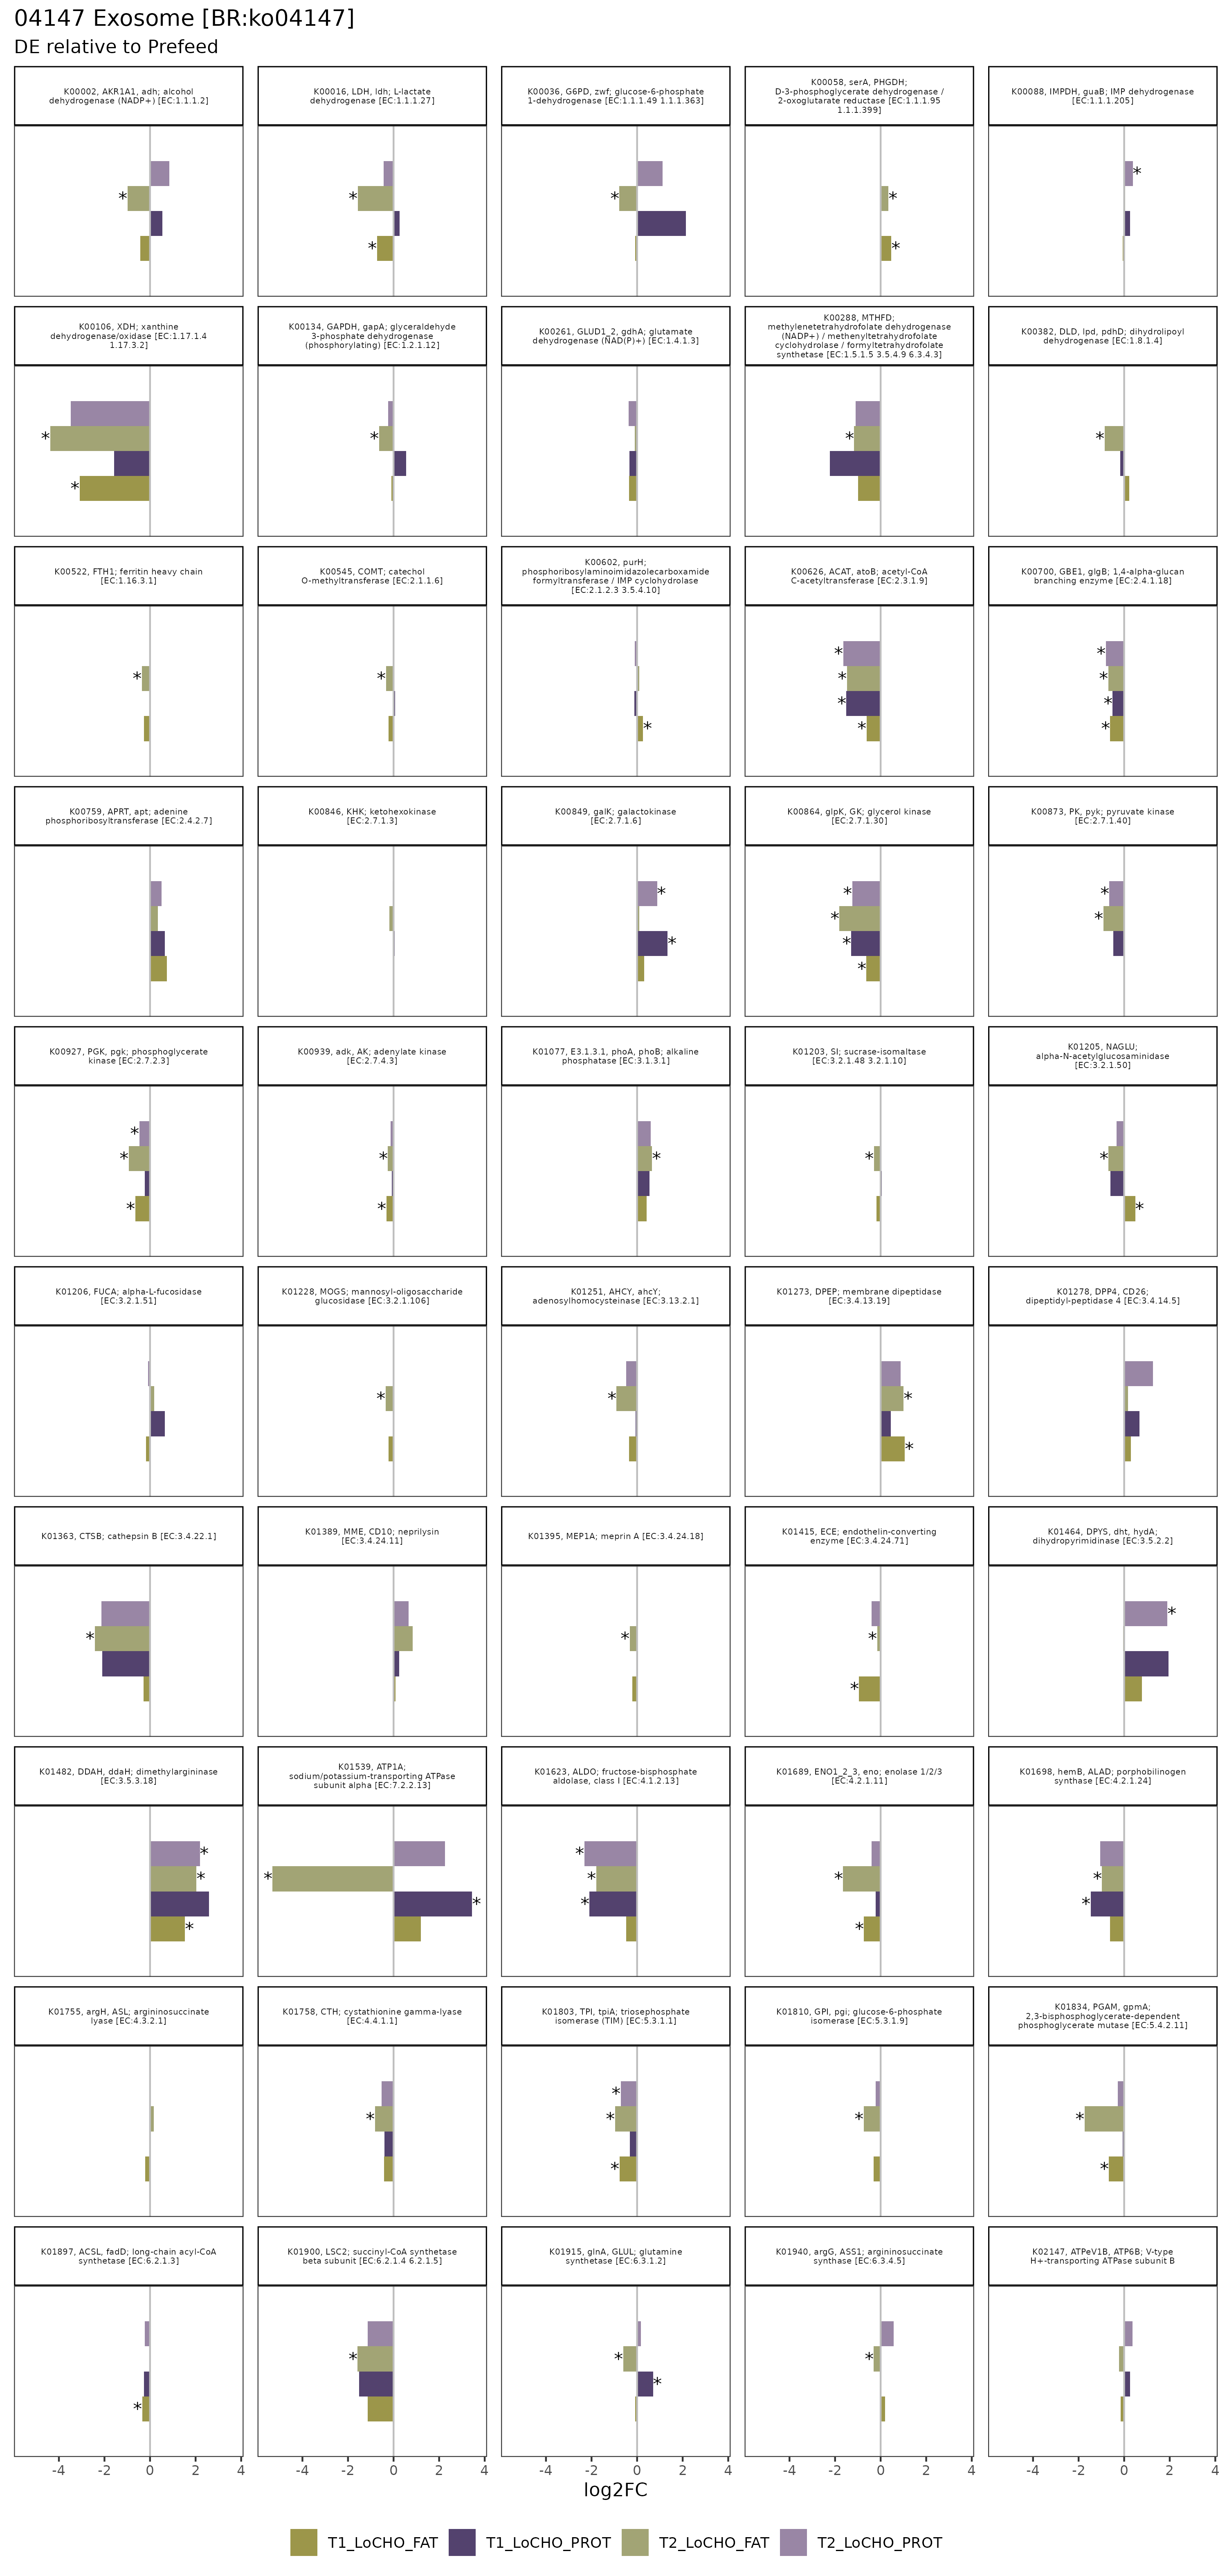 04147 Exosome [BR:ko04147]
DE relative to Prefeed
K00002, AKR1A1, adh; alcohol
dehydrogenase (NADP+) [EC:1.1.1.2]
K00016, LDH, ldh; L-lactate
dehydrogenase [EC:1.1.1.27]
K00036, G6PD, zwf; glucose-6-phosphate
1-dehydrogenase [EC:1.1.1.49 1.1.1.363]
K00058, serA, PHGDH;
D-3-phosphoglycerate dehydrogenase /
2-oxoglutarate reductase [EC:1.1.1.95
1.1.1.399]
K00088, IMPDH, guaB; IMP dehydrogenase
[EC:1.1.1.205]
* * * * * * *
K00106, XDH; xanthine
dehydrogenase/oxidase [EC:1.17.1.4
1.17.3.2]
K00134, GAPDH, gapA; glyceraldehyde
3-phosphate dehydrogenase
(phosphorylating) [EC:1.2.1.12]
K00261, GLUD1_2, gdhA; glutamate
dehydrogenase (NAD(P)+) [EC:1.4.1.3]
K00288, MTHFD;
methylenetetrahydrofolate dehydrogenase
(NADP+) / methenyltetrahydrofolate
cyclohydrolase / formyltetrahydrofolate
synthetase [EC:1.5.1.5 3.5.4.9 6.3.4.3]
K00382, DLD, lpd, pdhD; dihydrolipoyl
dehydrogenase [EC:1.8.1.4]
* * * * *
K00522, FTH1; ferritin heavy chain
[EC:1.16.3.1]
K00545, COMT; catechol
O-methyltransferase [EC:2.1.1.6]
K00602, purH;
phosphoribosylaminoimidazolecarboxamide
formyltransferase / IMP cyclohydrolase
[EC:2.1.2.3 3.5.4.10]
K00626, ACAT, atoB; acetyl-CoA
C-acetyltransferase [EC:2.3.1.9]
K00700, GBE1, glgB; 1,4-alpha-glucan
branching enzyme [EC:2.4.1.18]
* * * * * * * * * * *
K00759, APRT, apt; adenine
phosphoribosyltransferase [EC:2.4.2.7]
K00846, KHK; ketohexokinase
[EC:2.7.1.3]
K00849, galK; galactokinase
[EC:2.7.1.6]
K00864, glpK, GK; glycerol kinase
[EC:2.7.1.30]
K00873, PK, pyk; pyruvate kinase
[EC:2.7.1.40]
* * * * * * * *
K00927, PGK, pgk; phosphoglycerate
kinase [EC:2.7.2.3]
K00939, adk, AK; adenylate kinase
[EC:2.7.4.3]
K01077, E3.1.3.1, phoA, phoB; alkaline
phosphatase [EC:3.1.3.1]
K01203, SI; sucrase-isomaltase
[EC:3.2.1.48 3.2.1.10]
K01205, NAGLU;
alpha-N-acetylglucosaminidase
[EC:3.2.1.50]
* * * * * * * * *
K01206, FUCA; alpha-L-fucosidase
[EC:3.2.1.51]
K01228, MOGS; mannosyl-oligosaccharide
glucosidase [EC:3.2.1.106]
K01251, AHCY, ahcY;
adenosylhomocysteinase [EC:3.13.2.1]
K01273, DPEP; membrane dipeptidase
[EC:3.4.13.19]
K01278, DPP4, CD26;
dipeptidyl-peptidase 4 [EC:3.4.14.5]
* * * *
K01363, CTSB; cathepsin B [EC:3.4.22.1]
K01389, MME, CD10; neprilysin
[EC:3.4.24.11]
K01395, MEP1A; meprin A [EC:3.4.24.18]
K01415, ECE; endothelin-converting
enzyme [EC:3.4.24.71]
K01464, DPYS, dht, hydA;
dihydropyrimidinase [EC:3.5.2.2]
* * * * *
K01482, DDAH, ddaH; dimethylargininase
[EC:3.5.3.18]
K01539, ATP1A;
sodium/potassium-transporting ATPase
subunit alpha [EC:7.2.2.13]
K01623, ALDO; fructose-bisphosphate
aldolase, class I [EC:4.1.2.13]
K01689, ENO1_2_3, eno; enolase 1/2/3
[EC:4.2.1.11]
K01698, hemB, ALAD; porphobilinogen
synthase [EC:4.2.1.24]
* * * * * * * * * * * *
K01755, argH, ASL; argininosuccinate
lyase [EC:4.3.2.1]
K01758, CTH; cystathionine gamma-lyase
[EC:4.4.1.1]
K01803, TPI, tpiA; triosephosphate
isomerase (TIM) [EC:5.3.1.1]
K01810, GPI, pgi; glucose-6-phosphate
isomerase [EC:5.3.1.9]
K01834, PGAM, gpmA;
2,3-bisphosphoglycerate-dependent
phosphoglycerate mutase [EC:5.4.2.11]
* * * * * * *
K01897, ACSL, fadD; long-chain acyl-CoA
synthetase [EC:6.2.1.3]
K01900, LSC2; succinyl-CoA synthetase
beta subunit [EC:6.2.1.4 6.2.1.5]
K01915, glnA, GLUL; glutamine
synthetase [EC:6.3.1.2]
K01940, argG, ASS1; argininosuccinate
synthase [EC:6.3.4.5]
K02147, ATPeV1B, ATP6B; V-type
H+-transporting ATPase subunit B
* * * * *
-4 -2 0 2 4 -4 -2 0 2 4 -4 -2 0 2 4 -4 -2 0 2 4 -4 -2 0 2 4
log2FC
T1_LoCHO_FAT T1_LoCHO_PROT T2_LoCHO_FAT T2_LoCHO_PROT